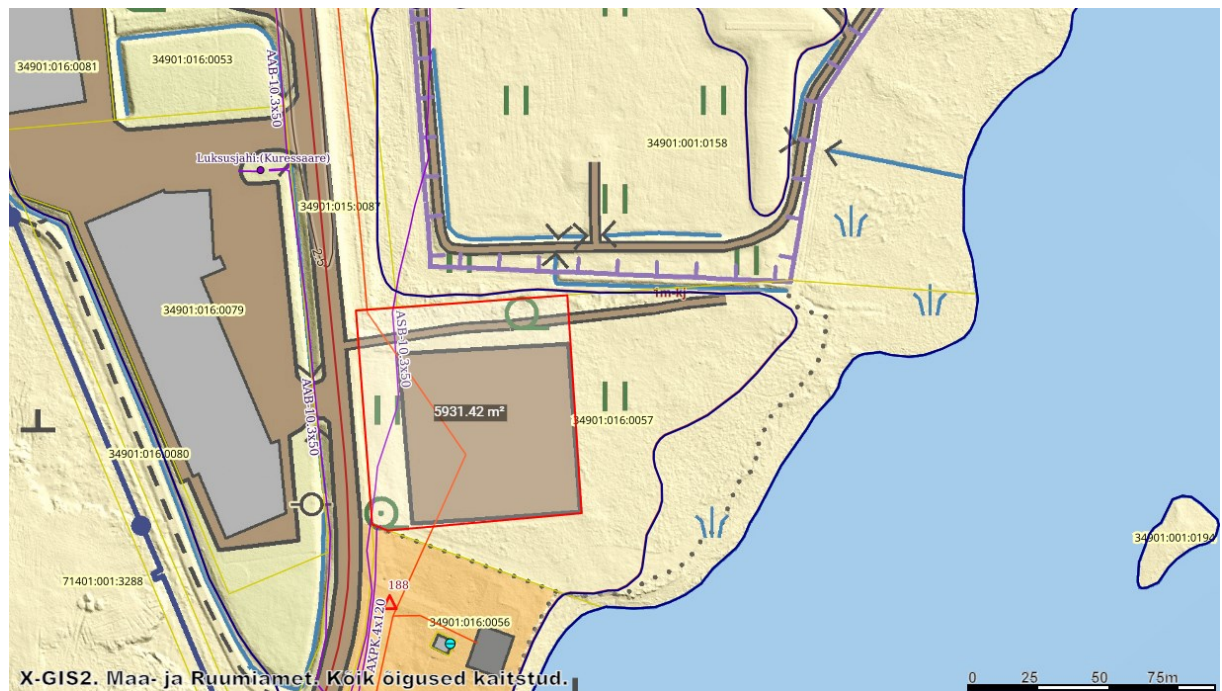 34901:016:0053
34901:016:0081
AAB-10.3x50
34901:001:0158
Luksusjahi:(Kuressaare)
34901:015:0087
1m-kj
34901:016:0079
ASB-10.3x50
AAB-10.3x50
5931.42 m²
34901:016:0057
34901:016:0080
34901:001:0194
71401:001:3288
188
34901:016:0056
AXPK.4x120
X-GIS2. Maa- ja Ruumiamet. Kõik õigused kaitstud.
0 25 50 75m